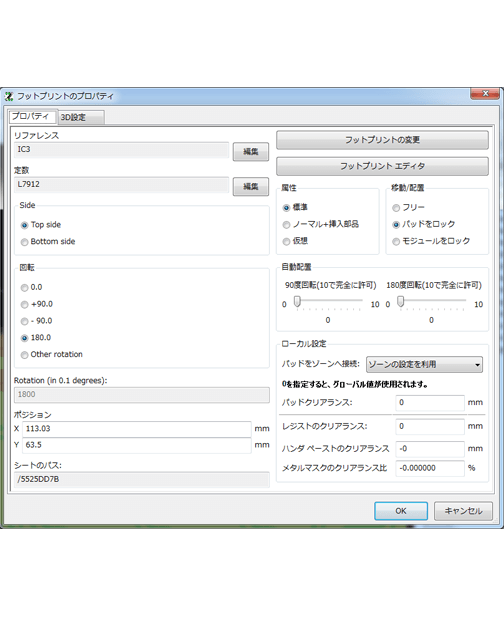 フットプリントのプロパティ
プロパティ
3D設定
リファレンス
IC3
編集
定数
L7912
編集
Side
Top side
Bottom side
回転
0.0
+90.0
- 90.0
180.0
Other rotation
Rotation (in 0.1 degrees):
1800
ポジション
X 113.03 mm
Y 63.5 mm
シートのパス:
/5525DD7B
フットプリントの変更
フットプリント エディタ
属性
標準
ノーマル+挿入部品
仮想
移動/配置
フリー
パッドをロック
モジュールをロック
自動配置
90度回転(10で完全に許可)
0 10
0
180度回転(10で完全に許可)
0 10
0
ローカル設定
パッドをゾーンへ接続: ゾーンの設定を利用
0を指定すると、グローバル値が使用されます。
パッドクリアランス: 0 mm
レジストのクリアランス: 0 mm
ハンダ ペーストのクリアランス -0 mm
メタルマスクのクリアランス比 -0.000000 %
OK
キャンセル